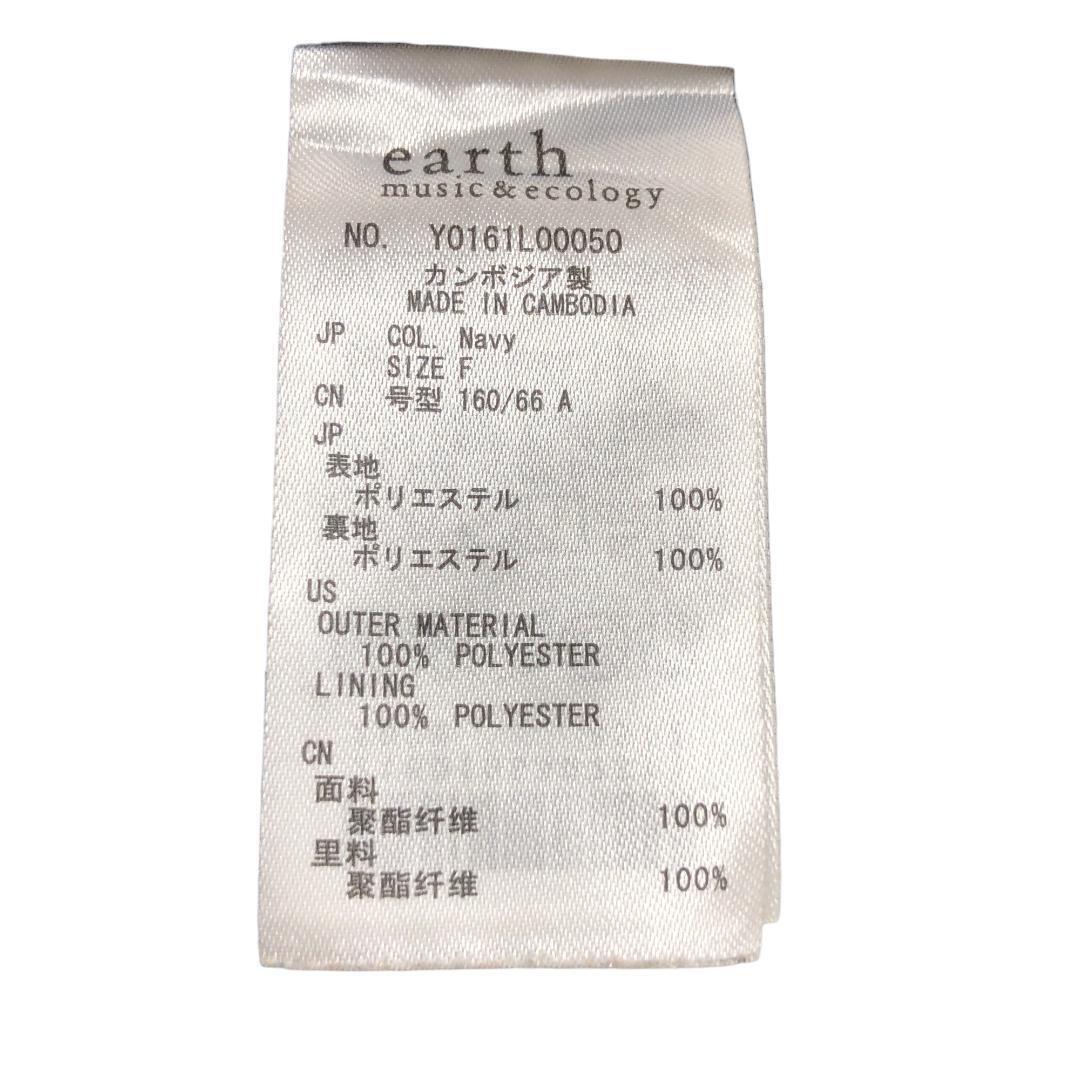 earth
music & ecology
NO. Y0161L00050
カンボジア製
MADE IN CAMBODIA
JP COL. Navy
SIZE F
CN 号型 160/66 A
JP
表地
ポリエステル 100%
裏地
ポリエステル 100%
US
OUTER MATERIAL
100% POLYESTER
LINING
100% POLYESTER
CN
面料
聚酯纤维 100%
里料
聚酯纤维 100%